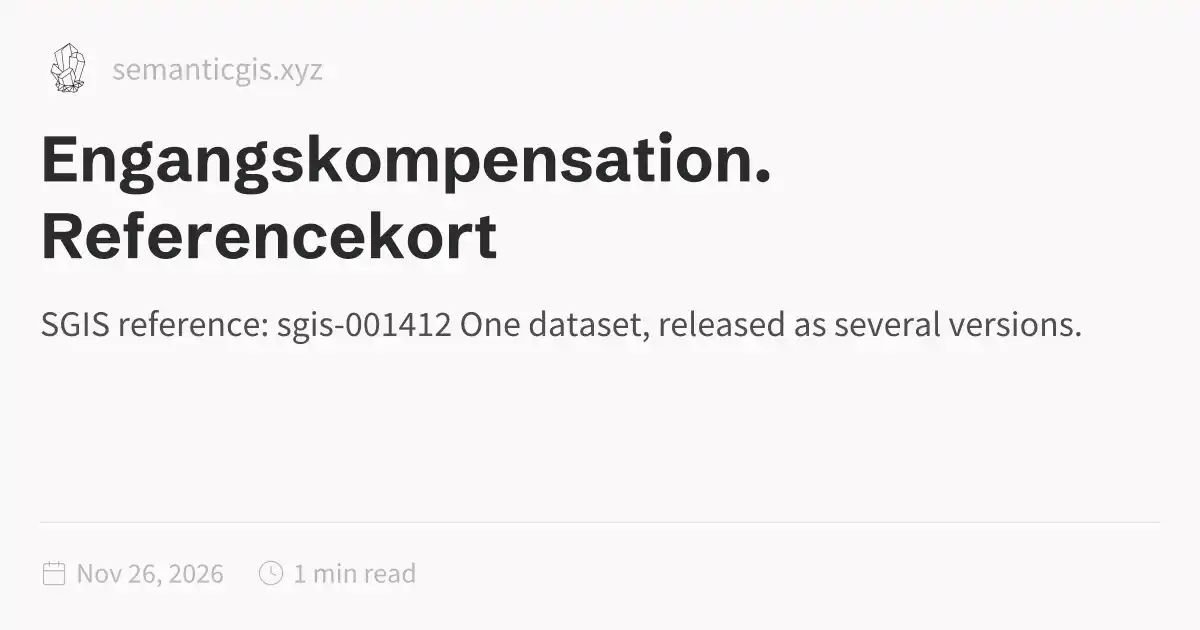 semanticgis.xyz
Engangskompensation.
Referencekort
SGIS reference: sgis-001412 One dataset, released as several versions.
Nov 26, 2026 1 min read